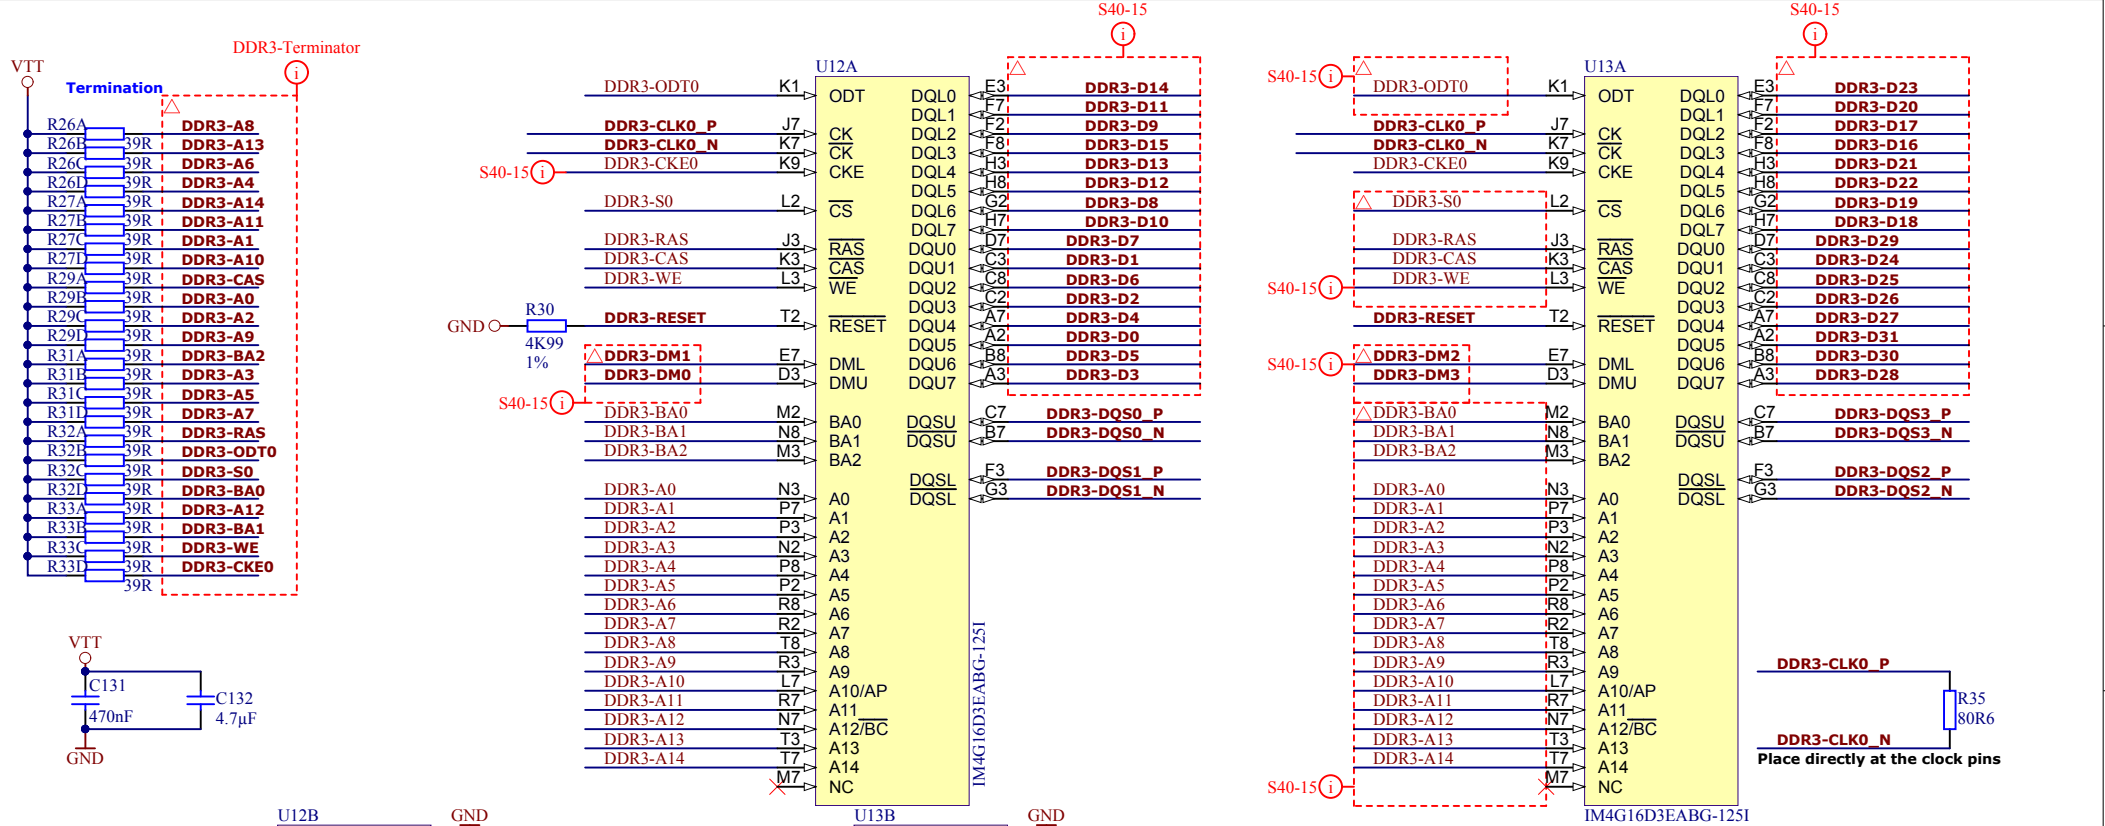 DDR3-Terminator
VTT
Termination
R26A DDR3-A8
39R
R26B DDR3-A13
39R
R26C DDR3-A6
39R
R26D DDR3-A4
39R
R27A DDR3-A14
39R
R27B DDR3-A11
39R
R27C DDR3-A1
39R
R27D DDR3-A10
39R
R29A DDR3-CAS
39R
R29B DDR3-A0
39R
R29C DDR3-A2
39R
R29D DDR3-A9
39R
R31A DDR3-BA2
39R
R31B DDR3-A3
39R
R31C DDR3-A5
39R
R31D DDR3-A7
39R
R32A DDR3-RAS
39R
R32B DDR3-ODT0
39R
R32C DDR3-S0
39R
R32D DDR3-BA0
39R
R33A DDR3-A12
39R
R33B DDR3-BA1
39R
R33C DDR3-WE
39R
R33D DDR3-CKE0
39R
VTT
C131
470nF
C132
4.7µF
GND
S40-15
U12A
DDR3-ODT0 K1 ODT DQL0 E3 DDR3-D14
DQL1 F7 DDR3-D11
DDR3-CLK0_P J7 CK DQL2 F2 DDR3-D9
DDR3-CLK0_N K7 CK DQL3 F8 DDR3-D15
S40-15 DDR3-CKE0 K9 CKE DQL4 H3 DDR3-D13
DQL5 H8 DDR3-D12
DDR3-S0 L2 CS DQL6 G2 DDR3-D8
DQL7 H7 DDR3-D10
DDR3-RAS J3 RAS DQU0 D7 DDR3-D7
DDR3-CAS K3 CAS DQU1 C3 DDR3-D1
DDR3-WE L3 WE DQU2 C8 DDR3-D6
DQU3 C2 DDR3-D2
GND R30 4K99 1% DDR3-RESET T2 RESET DQU4 A7 DDR3-D4
DQU5 A2 DDR3-D0
DDR3-DM1 E7 DML DQU6 B8 DDR3-D5
DDR3-DM0 D3 DMU DQU7 A3 DDR3-D3
S40-15
DDR3-BA0 M2 BA0 DQSU C7 DDR3-DQS0_P
DDR3-BA1 N8 BA1 DQSU B7 DDR3-DQS0_N
DDR3-BA2 M3 BA2
DQSL F3 DDR3-DQS1_P
DDR3-A0 N3 A0 DQSL G3 DDR3-DQS1_N
DDR3-A1 P7 A1
DDR3-A2 P3 A2
DDR3-A3 N2 A3
DDR3-A4 P8 A4
DDR3-A5 P2 A5
DDR3-A6 R8 A6
DDR3-A7 R2 A7
DDR3-A8 T8 A8
DDR3-A9 R3 A9
DDR3-A10 L7 A10/AP
DDR3-A11 R7 A11
DDR3-A12 N7 A12/BC
DDR3-A13 T3 A13
DDR3-A14 T7 A14
M7 NC
IM4G16D3EABG-125I
S40-15
U13A
S40-15 DDR3-ODT0 K1 ODT DQL0 E3 DDR3-D23
DQL1 F7 DDR3-D20
DDR3-CLK0_P J7 CK DQL2 F2 DDR3-D17
DDR3-CLK0_N K7 CK DQL3 F8 DDR3-D16
DDR3-CKE0 K9 CKE DQL4 H3 DDR3-D21
DQL5 H8 DDR3-D22
DDR3-S0 L2 CS DQL6 G2 DDR3-D19
DQL7 H7 DDR3-D18
DDR3-RAS J3 RAS DQU0 D7 DDR3-D29
DDR3-CAS K3 CAS DQU1 C3 DDR3-D24
S40-15 DDR3-WE L3 WE DQU2 C8 DDR3-D25
DQU3 C2 DDR3-D26
DDR3-RESET T2 RESET DQU4 A7 DDR3-D27
DQU5 A2 DDR3-D31
S40-15 DDR3-DM2 E7 DML DQU6 B8 DDR3-D30
DDR3-DM3 D3 DMU DQU7 A3 DDR3-D28
DDR3-BA0 M2 BA0 DQSU C7 DDR3-DQS3_P
DDR3-BA1 N8 BA1 DQSU B7 DDR3-DQS3_N
DDR3-BA2 M3 BA2
DQSL F3 DDR3-DQS2_P
DDR3-A0 N3 A0 DQSL G3 DDR3-DQS2_N
DDR3-A1 P7 A1
DDR3-A2 P3 A2
DDR3-A3 N2 A3
DDR3-A4 P8 A4
DDR3-A5 P2 A5
DDR3-A6 R8 A6
DDR3-A7 R2 A7
DDR3-A8 T8 A8
DDR3-A9 R3 A9
DDR3-A10 L7 A10/AP
DDR3-A11 R7 A11
DDR3-A12 N7 A12/BC
DDR3-A13 T3 A13
DDR3-A14 T7 A14
S40-15 M7 NC
IM4G16D3EABG-125I
DDR3-CLK0_P
R35
80R6
DDR3-CLK0_N
Place directly at the clock pins
U12B GND U13B GND